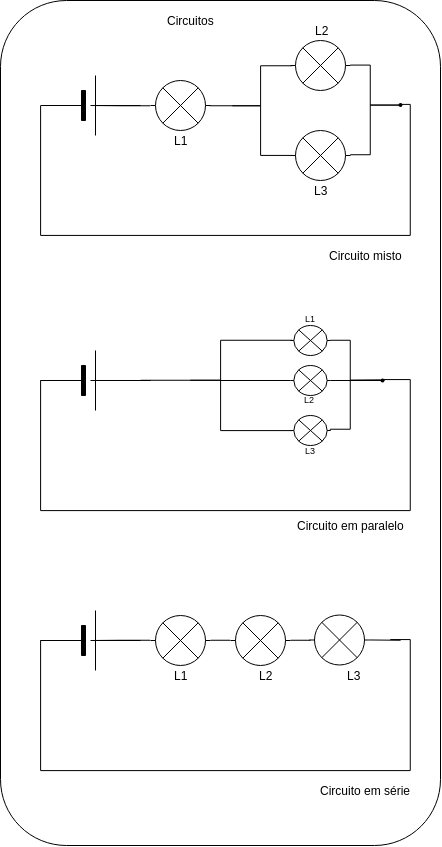 Circuitos
L2
L1
L3
Circuito misto
L1
L2
L3
Circuito em paralelo
L1
L2
L3
Circuito em série